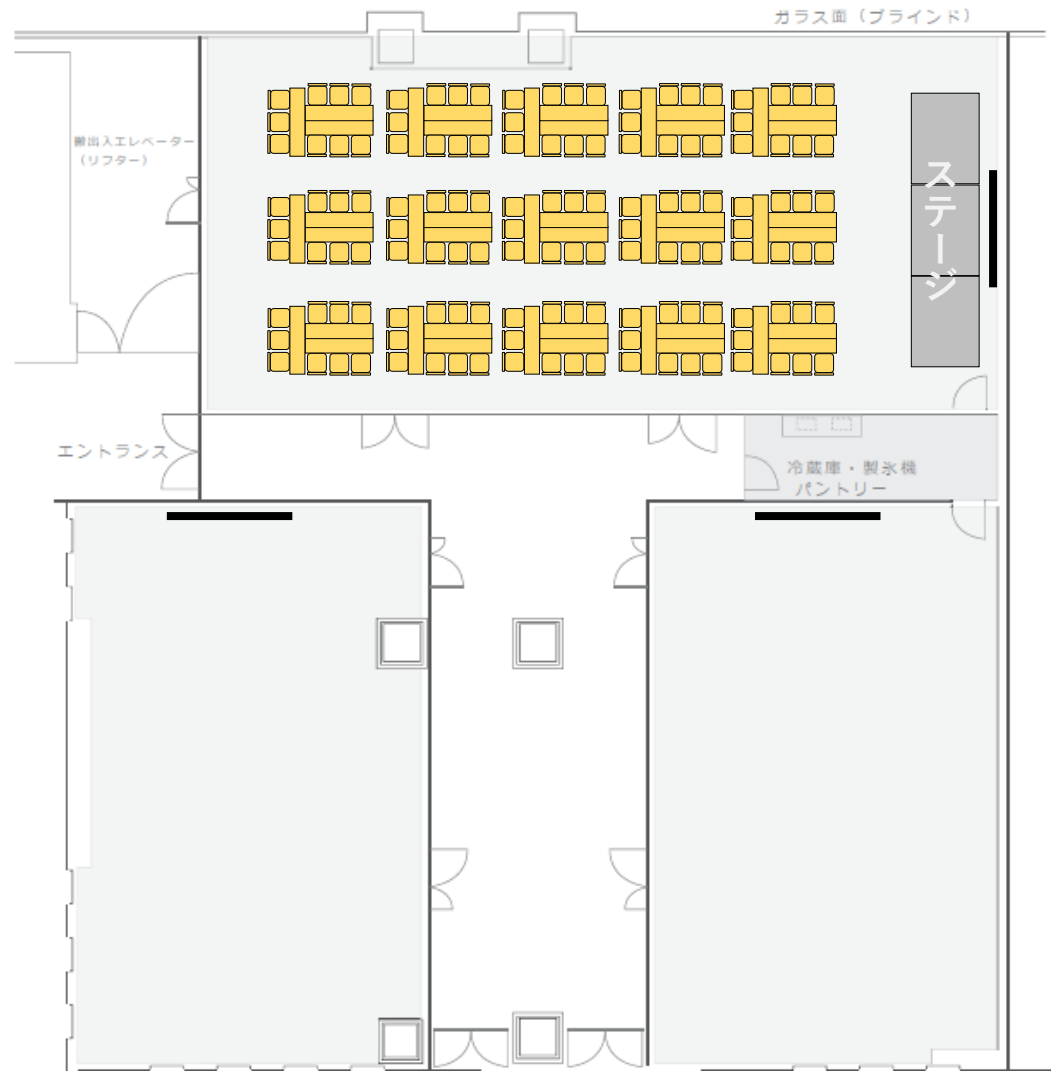 ガラス面（ブラインド）
搬出入エレベーター
（リフター）
ステージ
エントランス
冷蔵庫・製氷機
パントリー